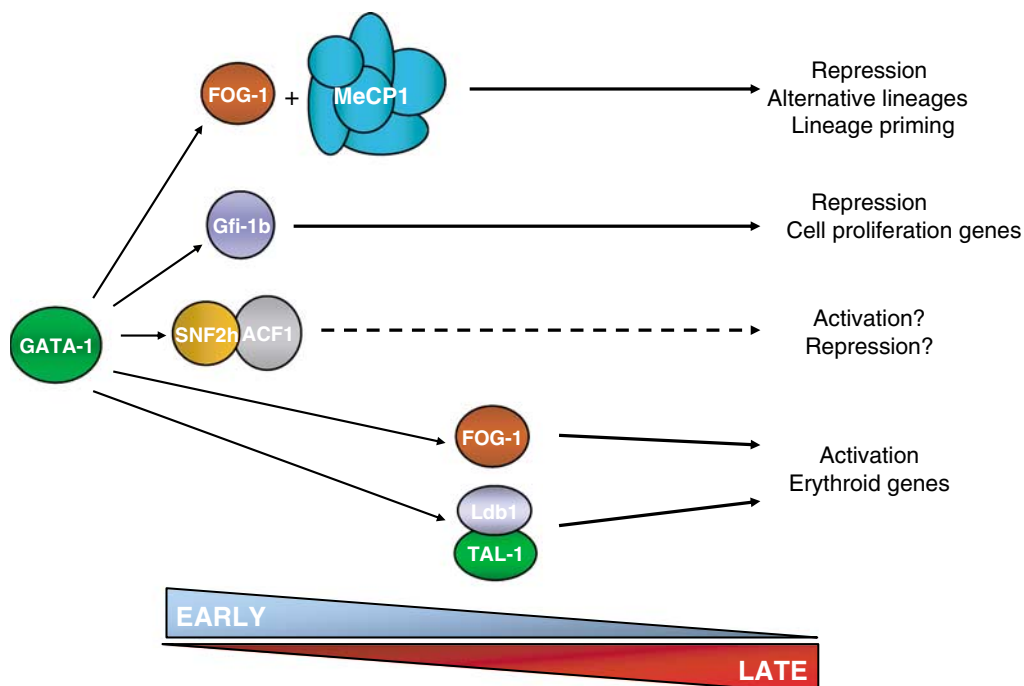 FOG-1 + MeCP1
Repression
Alternative lineages
Lineage priming
Gfi-1b
Repression
Cell proliferation genes
GATA-1
SNF2h ACF1
Activation?
Repression?
FOG-1
Ldb1
TAL-1
Activation
Erythroid genes
EARLY
LATE